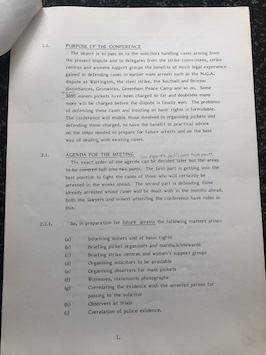 1.1. PURPOSE OF THE CONFERENCE
The object is to pass on to the solicitors handling cases arising from
the present dispute and to delegates from the strike committees, strike
centres and women support groups the benefits of much legal experience
gained in defending cases in earlier mass arrests such as the N.G.A.
dispute at Warrington, the steel strike, the Southall and Bristol
disturbances, Grunwicks, Greenham Peace Camp and so on. Some
miners pickets have been charged so far and doubtless many
more will be charged before the dispute is finally won. The problems
of defending these cases and insisting on basic rights is formidable.
The conference will enable those involved in organising pickets and
defending those charged, to have the benefit of practical advice
on the steps needed to prepare for future arrests and on the best
way of dealing with existing cases.
2.1. AGENDA FOR THE MEETING
The exact order of the agenda can be decided later but the areas
to be covered fall into two parts. The first part is getting into the
best position to fight the cases of those who will certainly be
arrested in the weeks ahead. The second part is defending those
already arrested whose cases will be dealt with in the months ahead.
Both the lawyers and miners attending the conference have roles in
this.
2.2.1. So, in preparation for future arrests the following matters arise:
(a) Informing miners and of basic rights
(b) Briefing picket organisers and marshals/stewards
(c) Briefing strike centres and women's support groups
(d) Organising solicitors to be available
(e) Organising observers for mass pickets
(f) Witnesses, statements photographs
(g) Correlating the evidence with the arrested person for
passing to the solicitor
(h) Observers at trials
(i) Correlation of police evidence.
1.